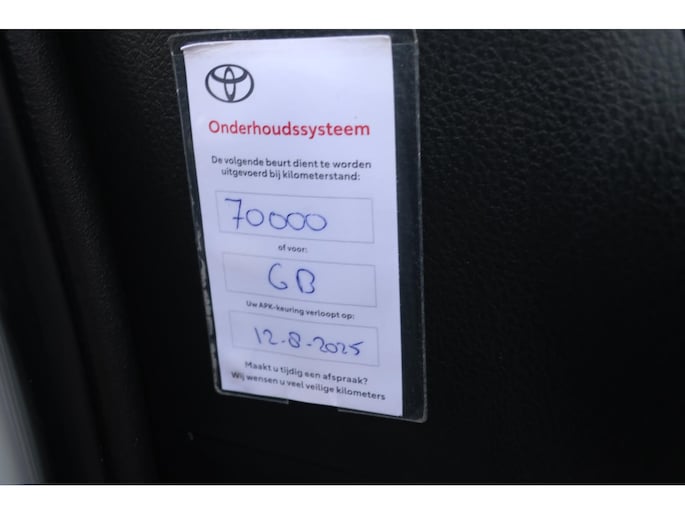 Onderhoudssysteem
De volgende beurt dient te worden
uitgevoerd bij kilometerstand:
70000
of voor:
GB
Uw APK-keuring verloopt op:
12-8-2025
Maakt u tijdig een afspraak?
Wij wensen u veel veilige kilometers